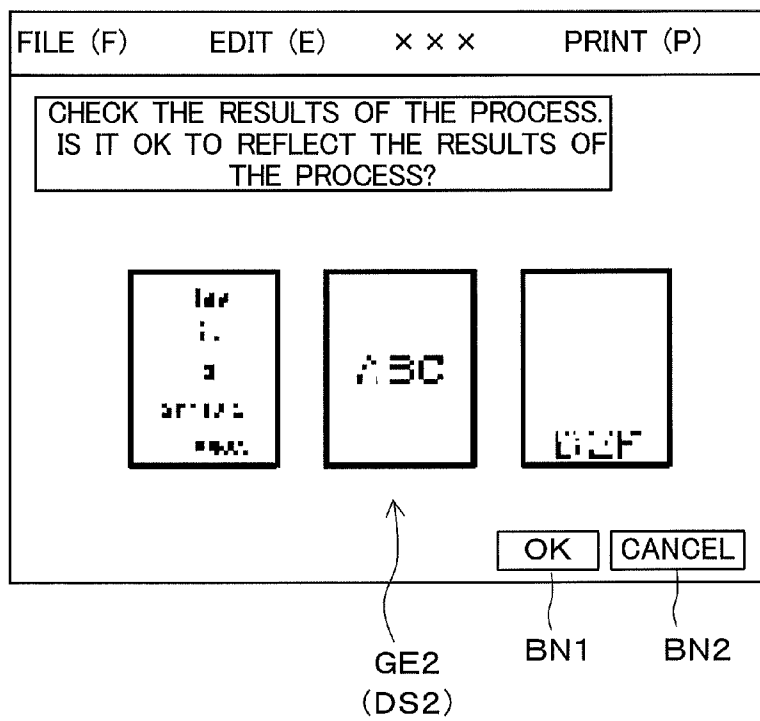 FILE (F) EDIT (E) × × × PRINT (P)
CHECK THE RESULTS OF THE PROCESS.
IS IT OK TO REFLECT THE RESULTS OF
THE PROCESS?
ABC
OK CANCEL
BN1 BN2
GE2
(DS2)